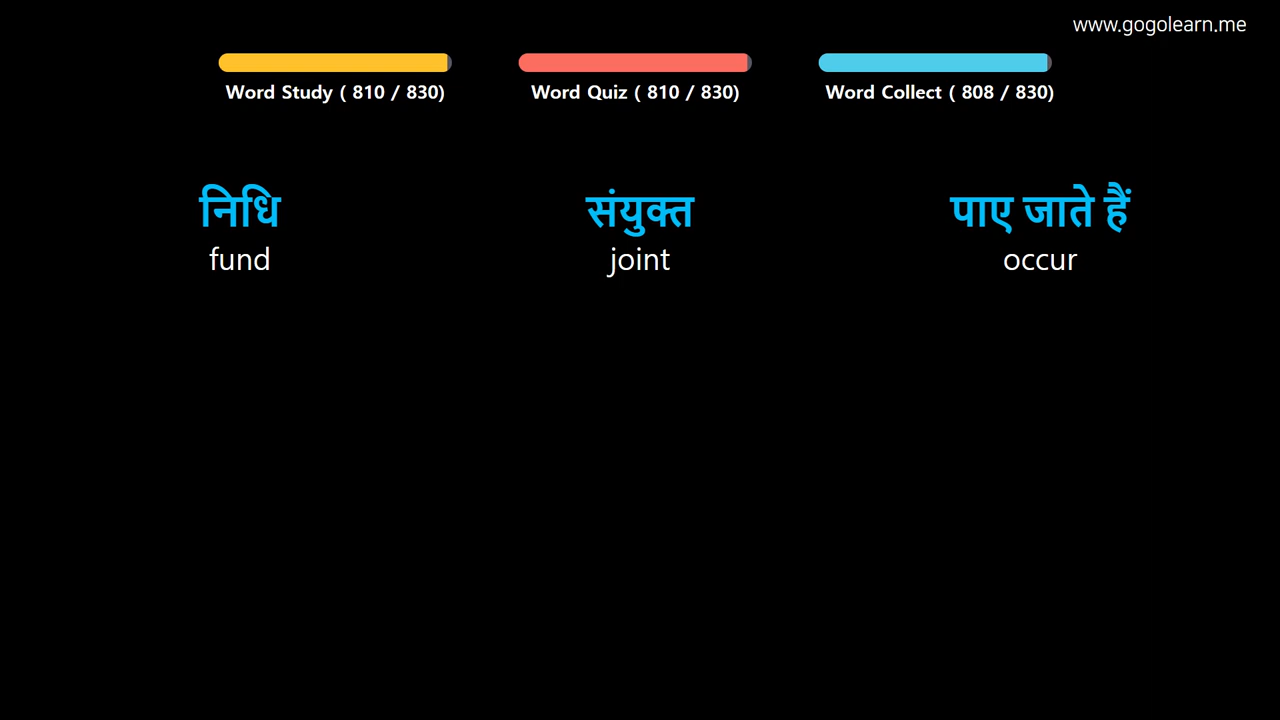 www.gogolearn.me
Word Study ( 810 / 830)
Word Quiz ( 810 / 830)
Word Collect ( 808 / 830)
निधि
fund
संयुक्त
joint
पाए जाते हैं
occur